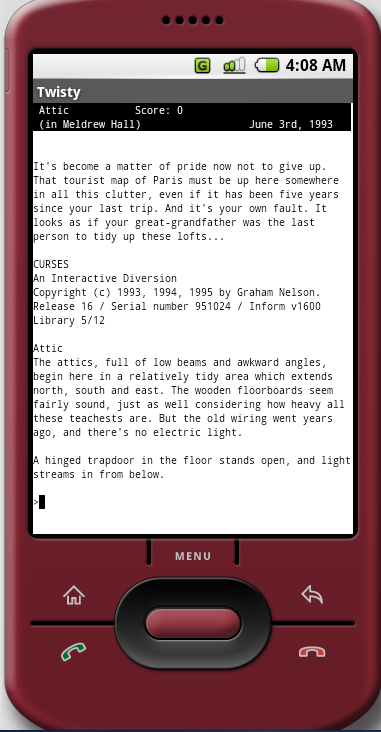 G 4:08 AM
Twisty
Attic Score: 0
(in Meldrew Hall) June 3rd, 1993
It's become a matter of pride now not to give up.
That tourist map of Paris must be up here somewhere
in all this clutter, even if it has been five years
since your last trip. And it's your own fault. It
looks as if your great-grandfather was the last
person to tidy up these lofts...
CURSES
An Interactive Diversion
Copyright (c) 1993, 1994, 1995 by Graham Nelson.
Release 16 / Serial number 951024 / Inform v1600
Library 5/12
Attic
The attics, full of low beams and awkward angles,
begin here in a relatively tidy area which extends
north, south and east. The wooden floorboards seem
fairly sound, just as well considering how heavy all
these teachests are. But the old wiring went years
ago, and there's no electric light.
A hinged trapdoor in the floor stands open, and light
streams in from below.
>
MENU